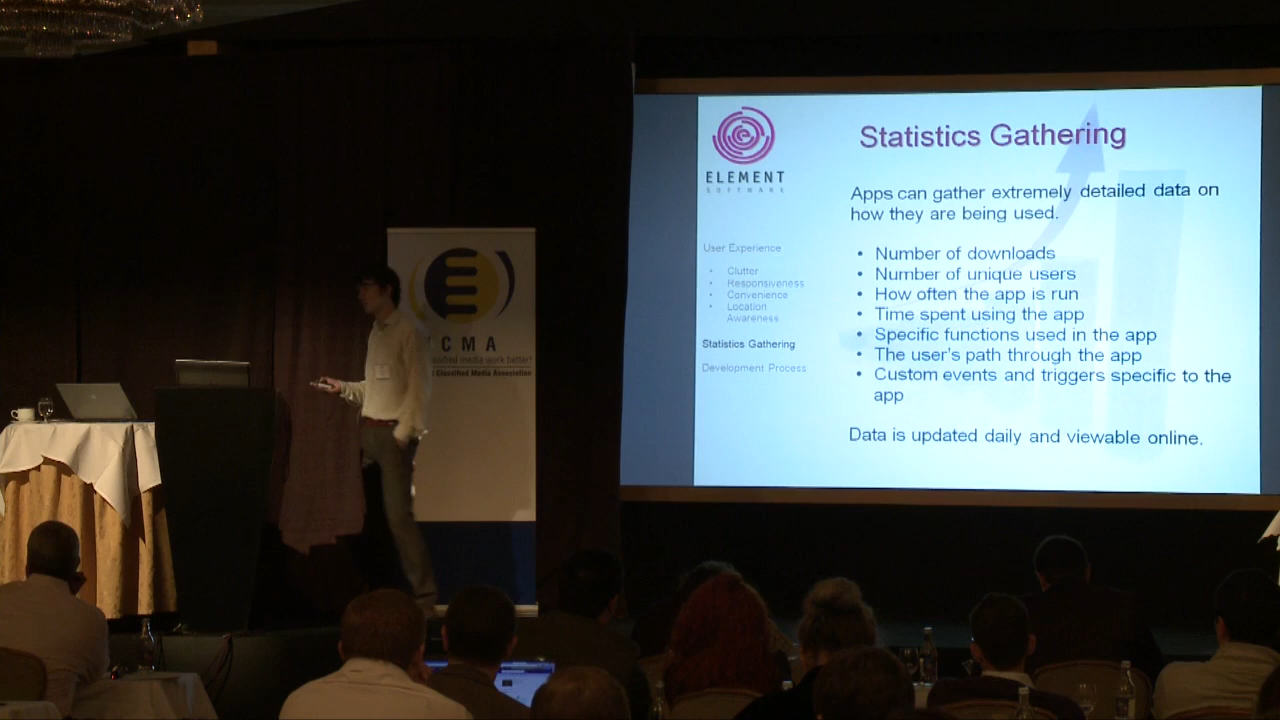 ELEMENT
SOFTWARE
Statistics Gathering
Apps can gather extremely detailed data on
how they are being used.
• Number of downloads
• Number of unique users
• How often the app is run
• Time spent using the app
• Specific functions used in the app
• The user's path through the app
• Custom events and triggers specific to the
app
Data is updated daily and viewable online.
User Experience
• Clutter
• Responsiveness
• Convenience
• Location
Awareness
Statistics Gathering
Development Process
CMA
media work better!
Classified Media Association